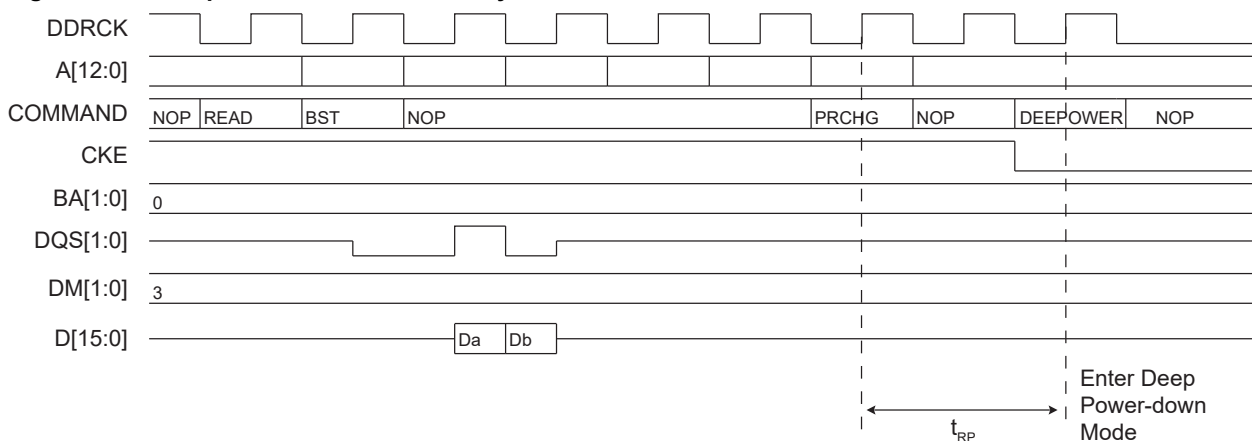 DDRCK
A[12:0]
COMMAND NOP READ BST NOP PRCHG NOP DEEPOWER NOP
CKE
BA[1:0] 0
DQS[1:0]
DM[1:0] 3
D[15:0] Da Db
Enter Deep
Power-down
Mode
tRP